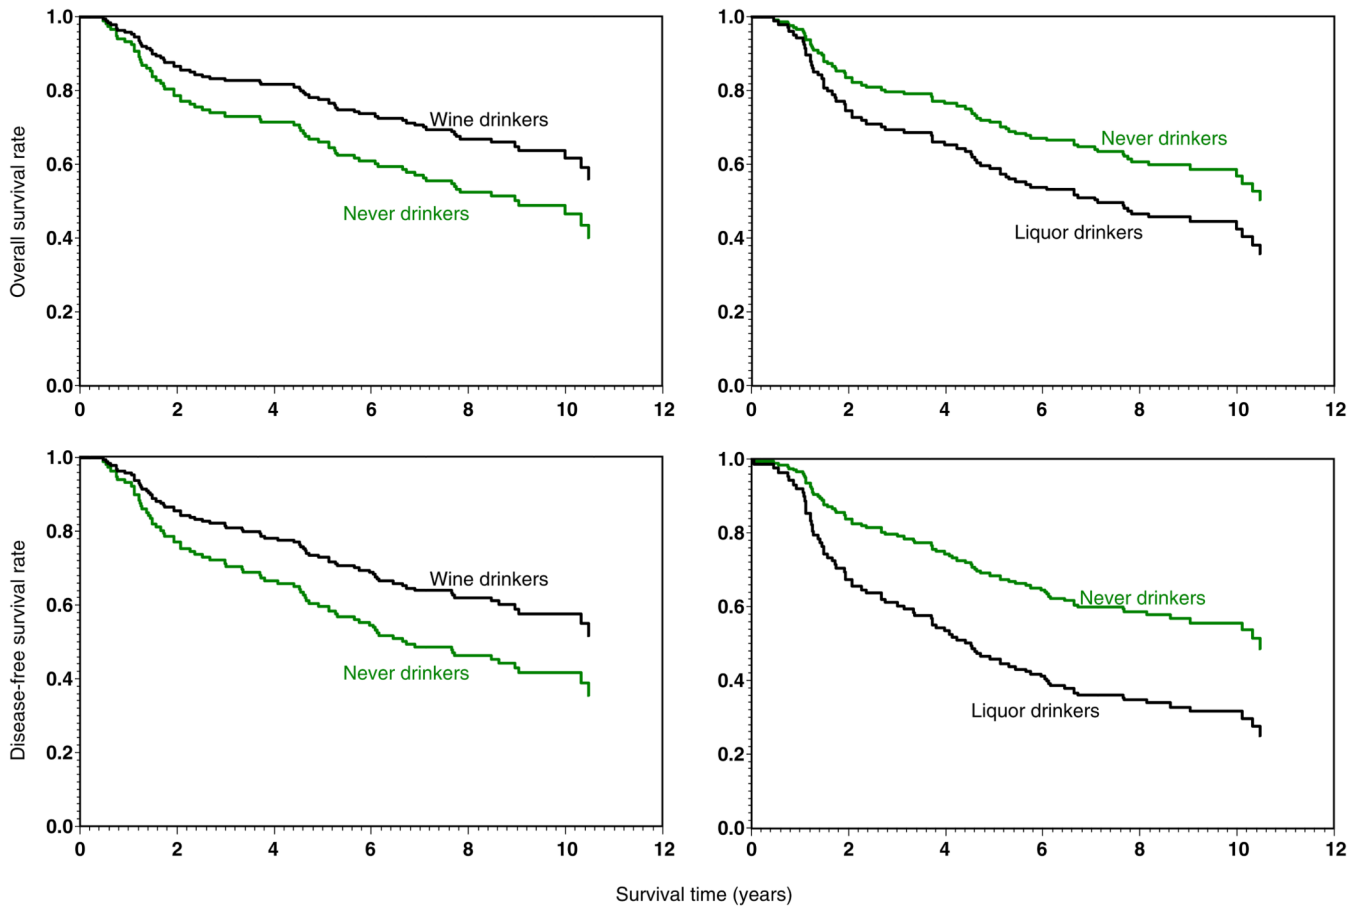 Overall survival rate
1.0
0.8
0.6
0.4
0.2
0.0
Wine drinkers
Never drinkers
0 2 4 6 8 10 12
1.0
0.8
0.6
0.4
0.2
0.0
Never drinkers
Liquor drinkers
0 2 4 6 8 10 12
Disease-free survival rate
1.0
0.8
0.6
0.4
0.2
0.0
Wine drinkers
Never drinkers
0 2 4 6 8 10 12
1.0
0.8
0.6
0.4
0.2
0.0
Never drinkers
Liquor drinkers
0 2 4 6 8 10 12
Survival time (years)